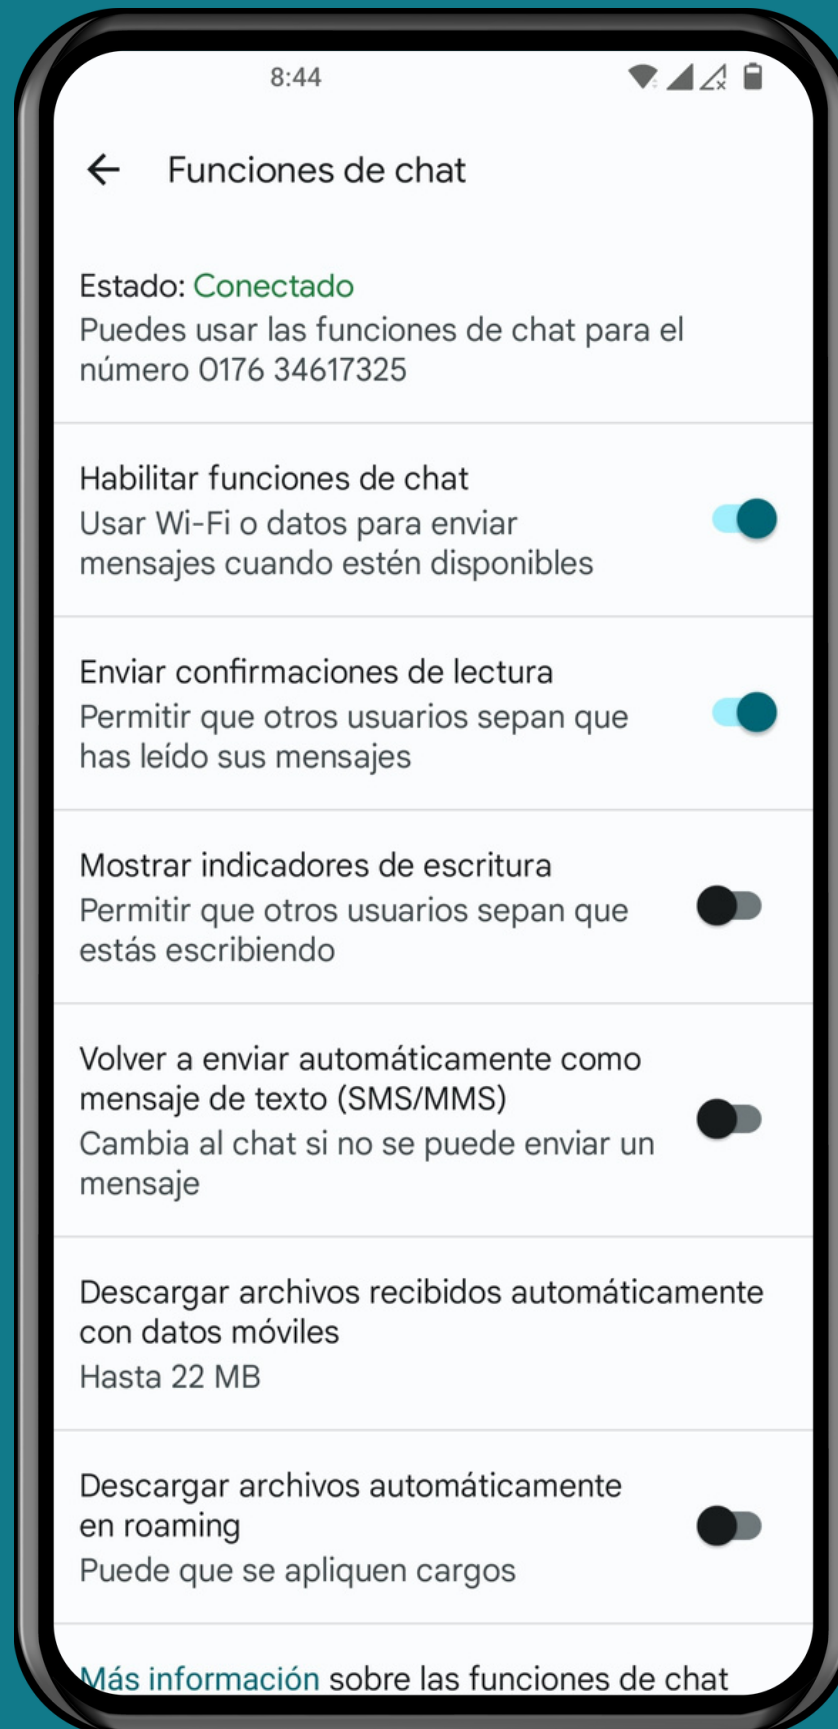 8:44
Funciones de chat
Estado: Conectado
Puedes usar las funciones de chat para el
número 0176 34617325
Habilitar funciones de chat
Usar Wi-Fi o datos para enviar
mensajes cuando estén disponibles
Enviar confirmaciones de lectura
Permitir que otros usuarios sepan que
has leído sus mensajes
Mostrar indicadores de escritura
Permitir que otros usuarios sepan que
estás escribiendo
Volver a enviar automáticamente como
mensaje de texto (SMS/MMS)
Cambia al chat si no se puede enviar un
mensaje
Descargar archivos recibidos automáticamente
con datos móviles
Hasta 22 MB
Descargar archivos automáticamente
en roaming
Puede que se apliquen cargos
Más información sobre las funciones de chat